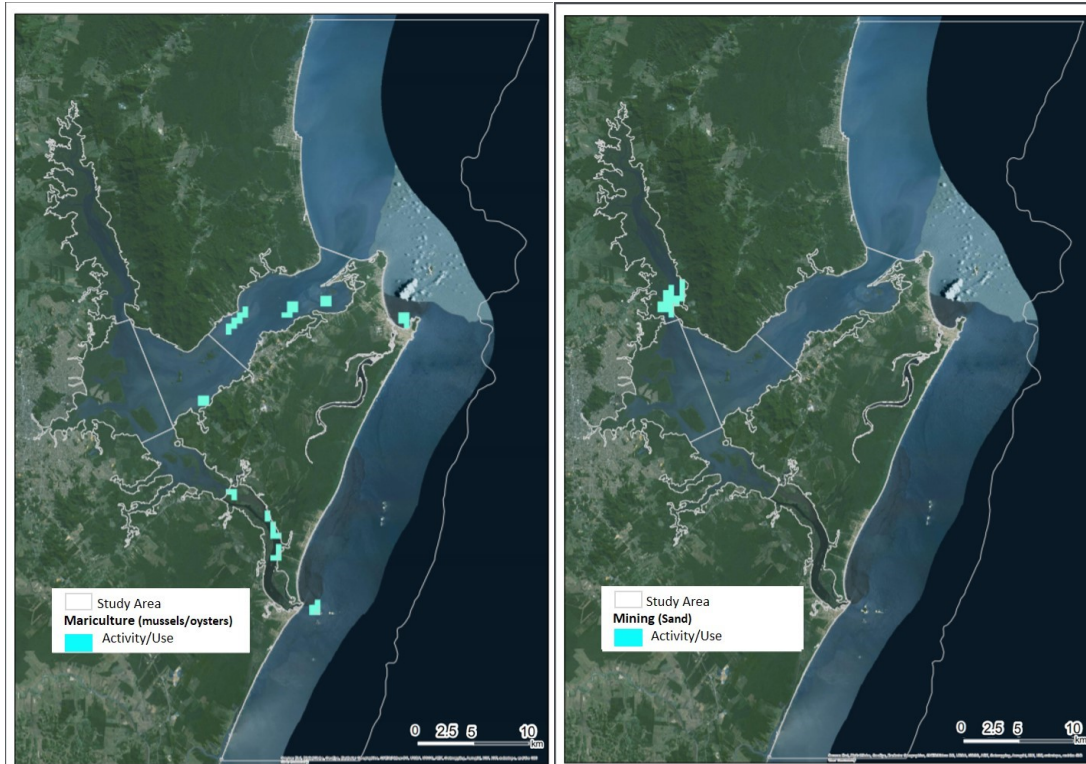 Study Area
Mariculture (mussels/oysters)
Activity/Use
0 2.5 5 10
km
Study Area
Mining (Sand)
Activity/Use
0 2.5 5 10
km